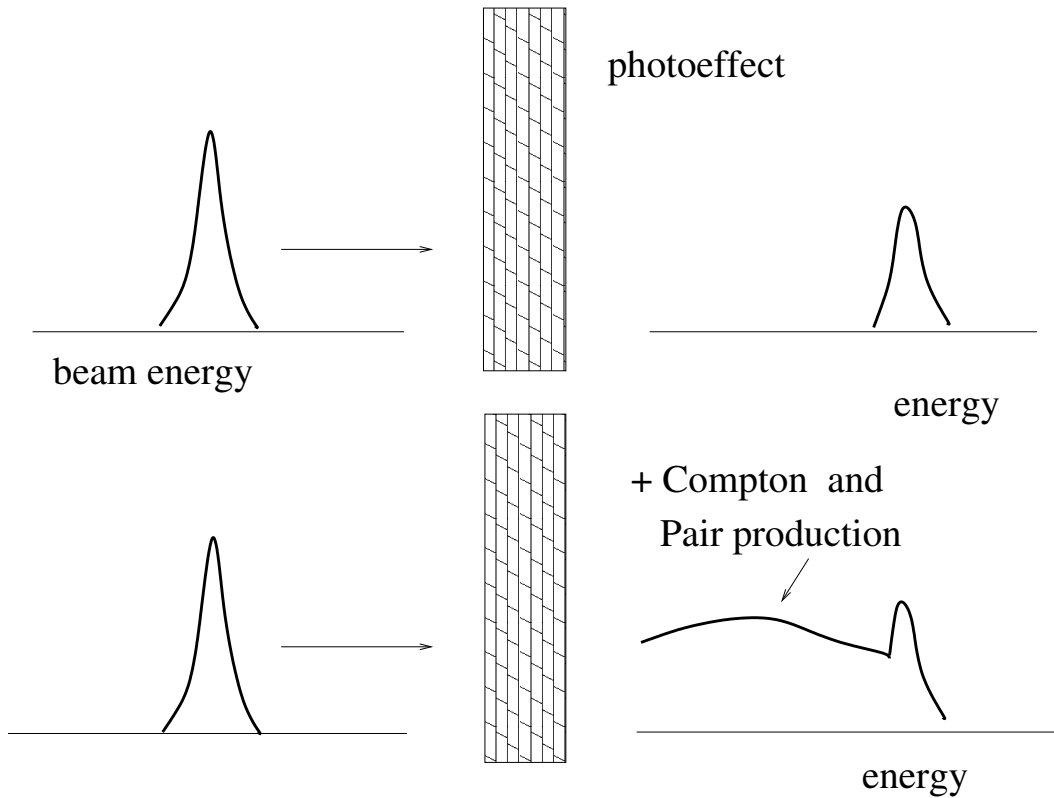 photoeffect
beam energy
energy
+ Compton and
Pair production
energy